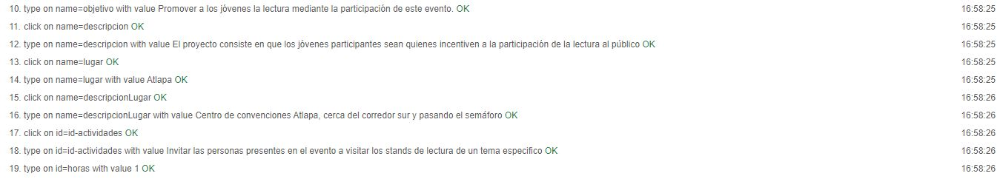 10. type on name=objetivo with value Promover a los jóvenes la lectura mediante la participación de este evento. OK 16:58:25
11. click on name=descripcion OK 16:58:25
12. type on name=descripcion with value El proyecto consiste en que los jóvenes participantes sean quienes incentiven a la participación de la lectura al público OK 16:58:25
13. click on name=lugar OK 16:58:25
14. type on name=lugar with value Atlapa OK 16:58:25
15. click on name=descripcionLugar OK 16:58:26
16. type on name=descripcionLugar with value Centro de convenciones Atlapa, cerca del corredor sur y pasando el semáforo OK 16:58:26
17. click on id=id-actividades OK 16:58:26
18. type on id=id-actividades with value Invitar las personas presentes en el evento a visitar los stands de lectura de un tema especifico OK 16:58:26
19. type on id=horas with value 1 OK 16:58:26